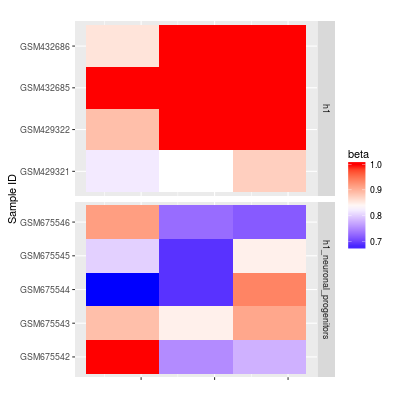 GSM432686
GSM432685
GSM429322
GSM429321
h1
GSM675546
GSM675545
GSM675544
GSM675543
GSM675542
h1_neuronal_progenitors
Sample ID
beta
1.0
0.9
0.8
0.7